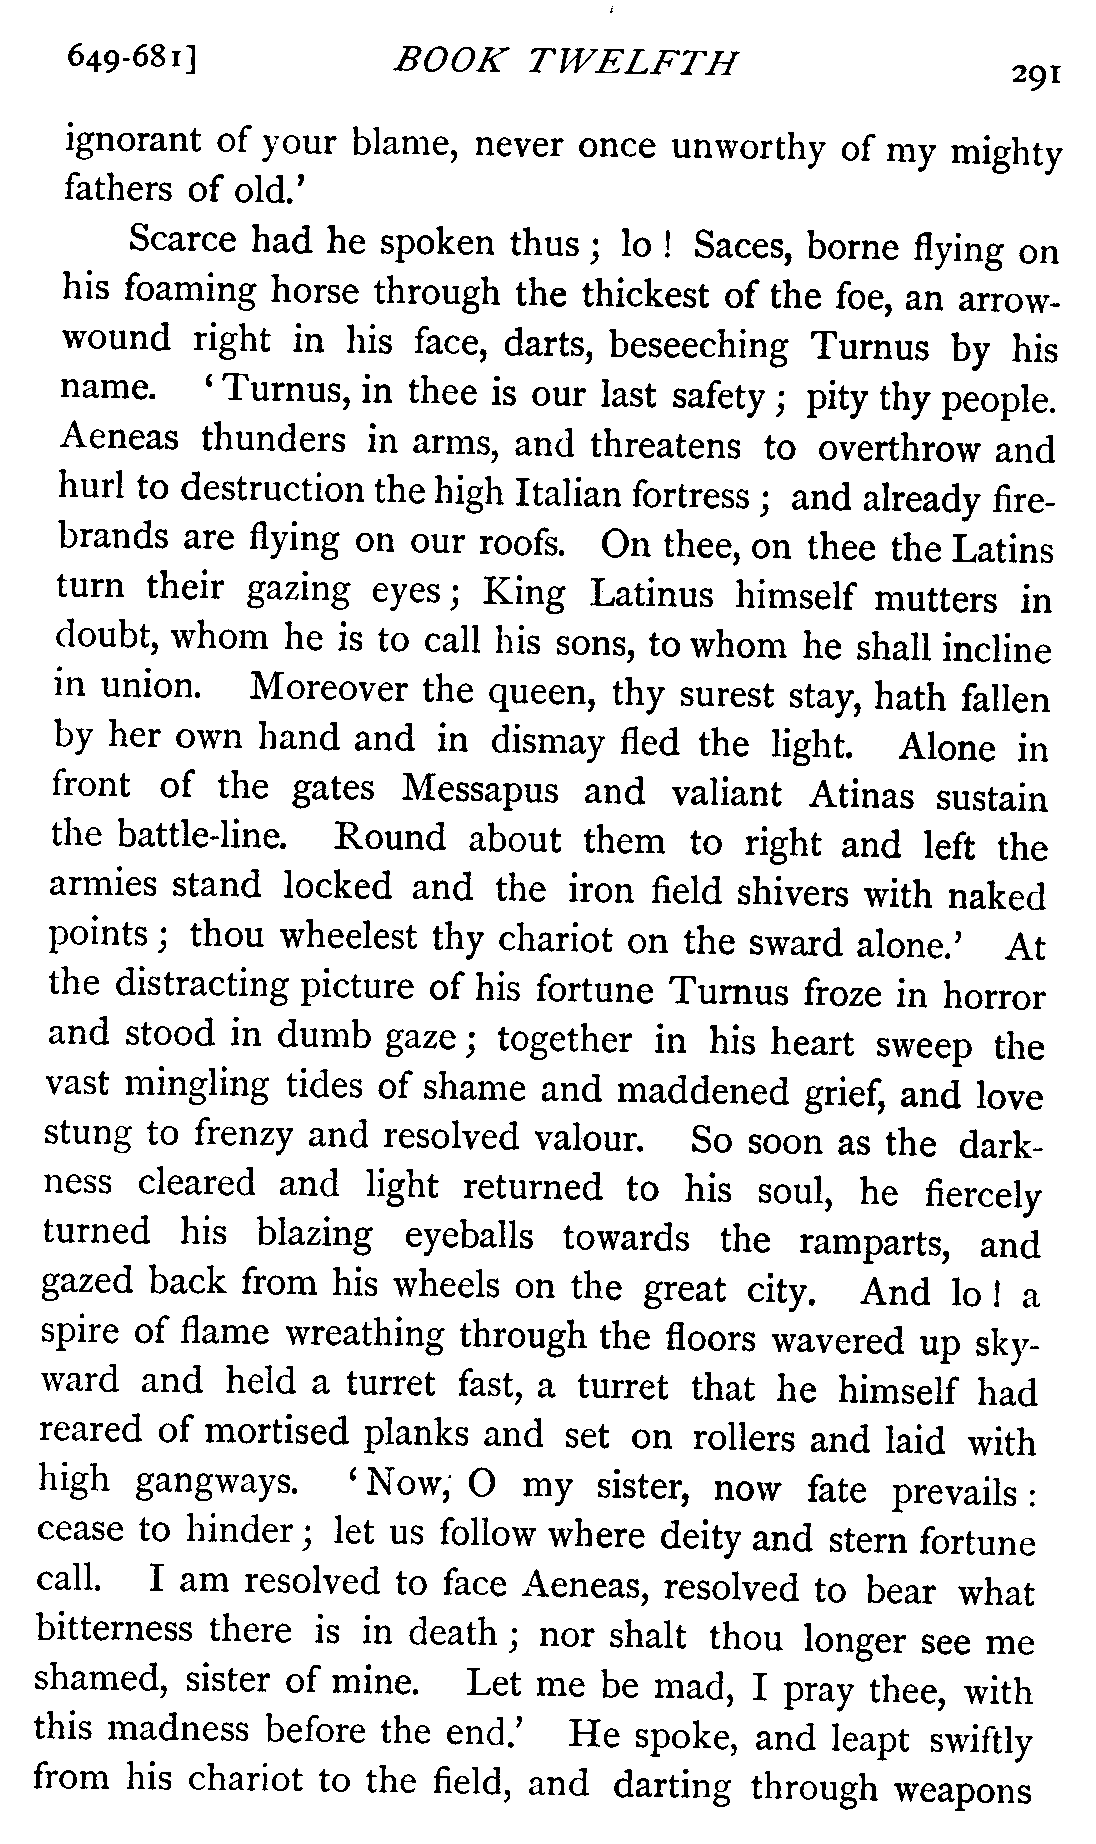 649-681] BOOK TWELFTH 291
ignorant of your blame, never once unworthy of my mighty
fathers of old.'
Scarce had he spoken thus ; lo ! Saces, borne flying on
his foaming horse through the thickest of the foe, an arrow-
wound right in his face, darts, beseeching Turnus by his
name. ‘ Turnus, in thee is our last safety ; pity thy people.
Aeneas thunders in arms, and threatens to overthrow and
hurl to destruction the high Italian fortress ; and already fire-
brands are flying on our roofs. On thee, on thee the Latins
turn their gazing eyes ; King Latinus himself mutters in
doubt, whom he is to call his sons, to whom he shall incline
in union. Moreover the queen, thy surest stay, hath fallen
by her own hand and in dismay fled the light. Alone in
front of the gates Messapus and valiant Atinas sustain
the battle-line. Round about them to right and left the
armies stand locked and the iron field shivers with naked
points ; thou wheelest thy chariot on the sward alone.’ At
the distracting picture of his fortune Turnus froze in horror
and stood in dumb gaze ; together in his heart sweep the
vast mingling tides of shame and maddened grief, and love
stung to frenzy and resolved valour. So soon as the dark-
ness cleared and light returned to his soul, he fiercely
turned his blazing eyeballs towards the ramparts, and
gazed back from his wheels on the great city. And lo ! a
spire of flame wreathing through the floors wavered up sky-
ward and held a turret fast, a turret that he himself had
reared of mortised planks and set on rollers and laid with
high gangways. ‘ Now, O my sister, now fate prevails :
cease to hinder ; let us follow where deity and stern fortune
call. I am resolved to face Aeneas, resolved to bear what
bitterness there is in death ; nor shalt thou longer see me
shamed, sister of mine. Let me be mad, I pray thee, with
this madness before the end.’ He spoke, and leapt swiftly
from his chariot to the field, and darting through weapons